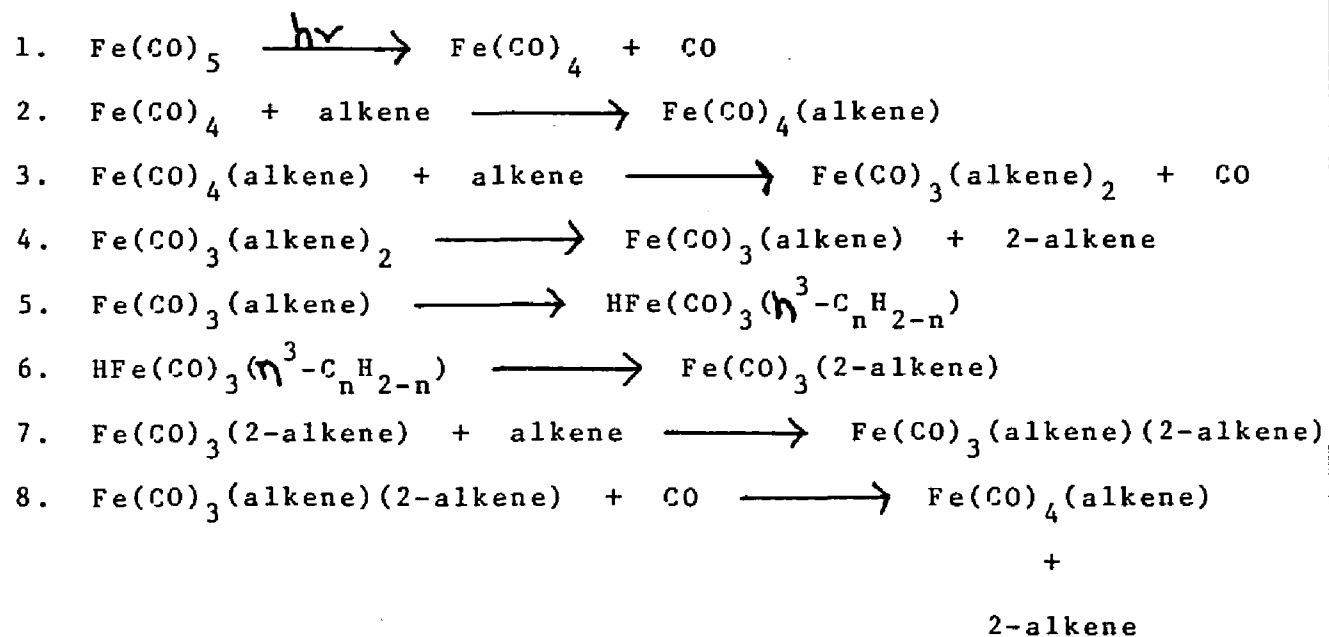 1. Fe(CO)₅ hν → Fe(CO)₄ + CO
2. Fe(CO)₄ + alkene → Fe(CO)₄(alkene)
3. Fe(CO)₄(alkene) + alkene → Fe(CO)₃(alkene)₂ + CO
4. Fe(CO)₃(alkene)₂ → Fe(CO)₃(alkene) + 2-alkene
5. Fe(CO)₃(alkene) → HFe(CO)₃(η³-CₙH₂₋ₙ)
6. HFe(CO)₃(η³-CₙH₂₋ₙ) → Fe(CO)₃(2-alkene)
7. Fe(CO)₃(2-alkene) + alkene → Fe(CO)₃(alkene)(2-alkene)
8. Fe(CO)₃(alkene)(2-alkene) + CO → Fe(CO)₄(alkene)
+
2-alkene